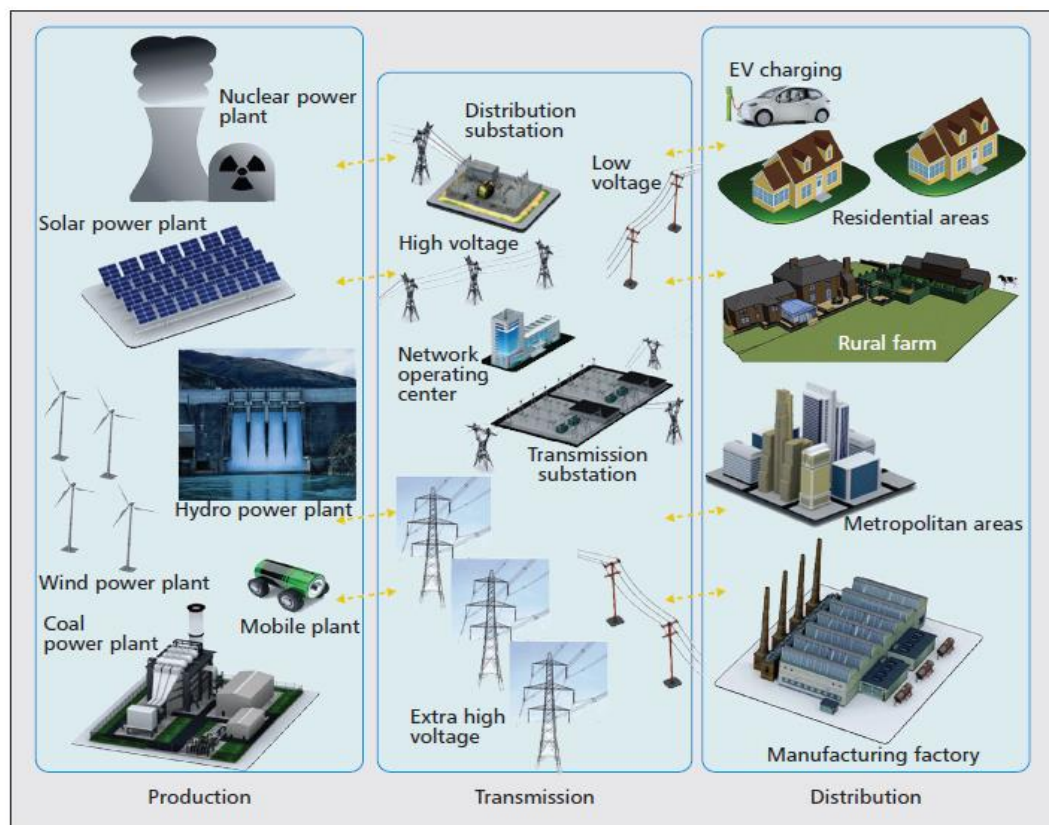 Nuclear power
plant
Solar power plant
Hydro power plant
Wind power plant
Mobile plant
Coal
power plant
Production
Distribution
substation
Low
voltage
High voltage
Network
operating
center
Transmission
substation
Extra high
voltage
Transmission
EV charging
Residential areas
Rural farm
Metropolitan areas
Manufacturing factory
Distribution